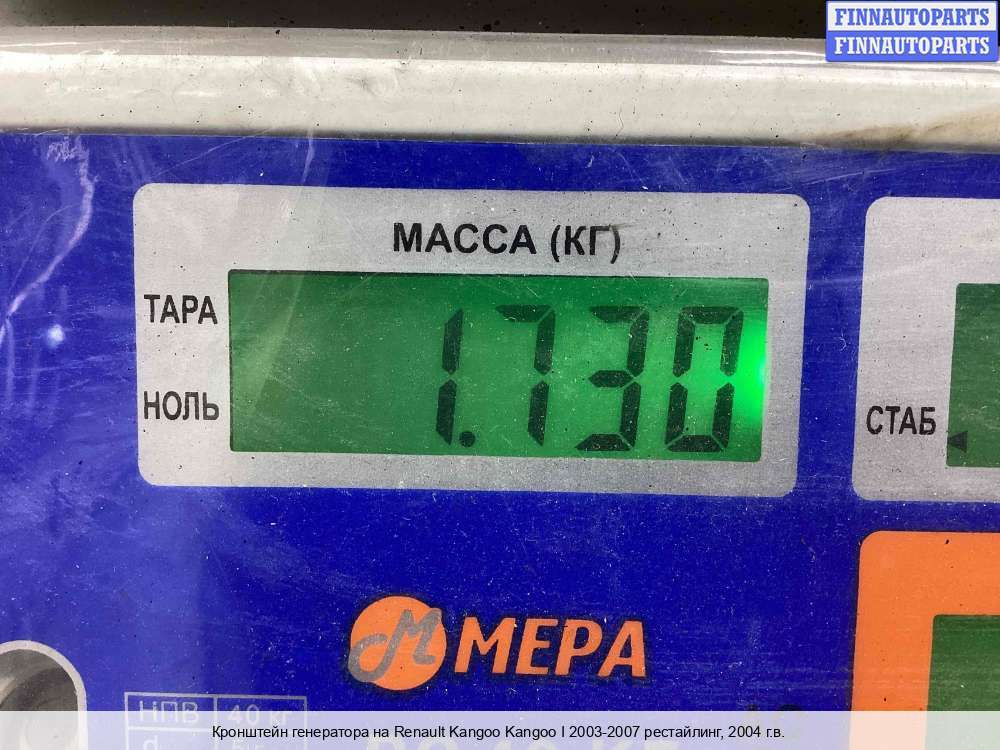 FINNAUTOPARTS
FINNAUTOPARTS
МАССА (КГ)
ТАРА
1.730
НОЛЬ
СТАБ
МЕРА
НПВ 40 кг
d
Кронштейн генератора на Renault Kangoo Kangoo I 2003-2007 рестайлинг, 2004 г.в.